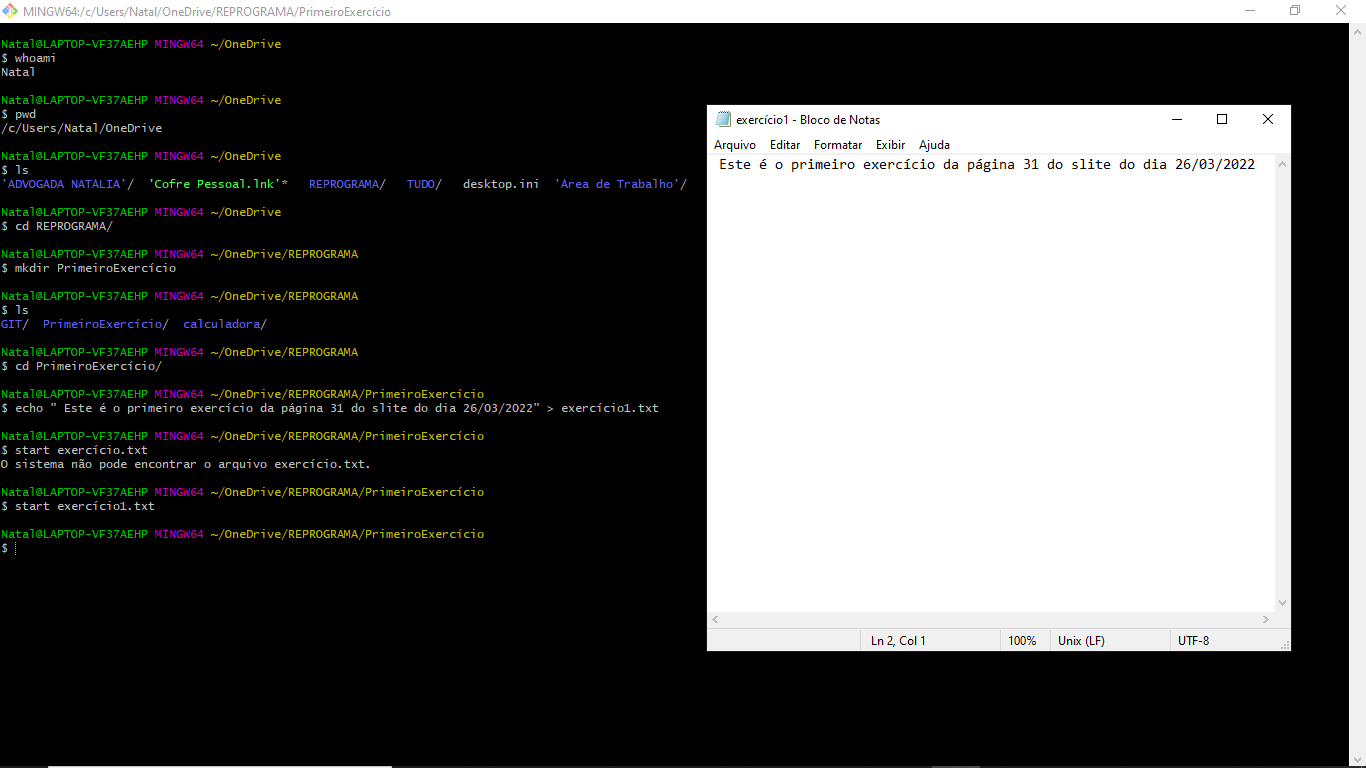 MINGW64:/c/Users/Natal/OneDrive/REPROGRAMA/PrimeiroExercício
Natal@LAPTOP-VF37AEHP MINGW64 ~/OneDrive
$ whoami
Natal
Natal@LAPTOP-VF37AEHP MINGW64 ~/OneDrive
$ pwd
/c/Users/Natal/OneDrive
Natal@LAPTOP-VF37AEHP MINGW64 ~/OneDrive
$ ls
'ADVOGADA NATÁLIA'/  'Cofre Pessoal.lnk'*   REPROGRAMA/   TUDO/   desktop.ini  'Área de Trabalho'/
Natal@LAPTOP-VF37AEHP MINGW64 ~/OneDrive
$ cd REPROGRAMA/
Natal@LAPTOP-VF37AEHP MINGW64 ~/OneDrive/REPROGRAMA
$ mkdir PrimeiroExercício
Natal@LAPTOP-VF37AEHP MINGW64 ~/OneDrive/REPROGRAMA
$ ls
GIT/  PrimeiroExercício/  calculadora/
Natal@LAPTOP-VF37AEHP MINGW64 ~/OneDrive/REPROGRAMA
$ cd PrimeiroExercício/
Natal@LAPTOP-VF37AEHP MINGW64 ~/OneDrive/REPROGRAMA/PrimeiroExercício
$ echo " Este é o primeiro exercício da página 31 do slite do dia 26/03/2022" > exercício1.txt
Natal@LAPTOP-VF37AEHP MINGW64 ~/OneDrive/REPROGRAMA/PrimeiroExercício
$ start exercício.txt
O sistema não pode encontrar o arquivo exercício.txt.
Natal@LAPTOP-VF37AEHP MINGW64 ~/OneDrive/REPROGRAMA/PrimeiroExercício
$ start exercício1.txt
Natal@LAPTOP-VF37AEHP MINGW64 ~/OneDrive/REPROGRAMA/PrimeiroExercício
$
exercício1 - Bloco de Notas
Arquivo Editar Formatar Exibir Ajuda
Este é o primeiro exercício da página 31 do slite do dia 26/03/2022
Ln 2, Col 1 100% Unix (LF) UTF-8